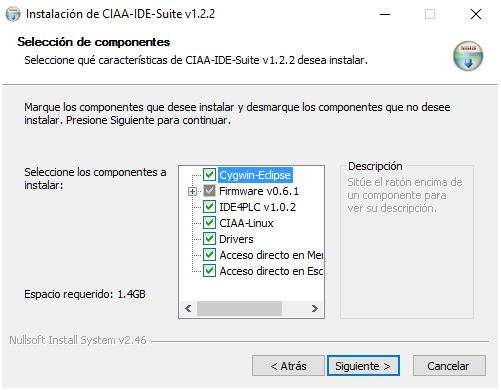 Instalación de CIAA-IDE-Suite v1.2.2
Selección de componentes
Seleccione qué características de CIAA-IDE-Suite v1.2.2 desea instalar.
Marque los componentes que desee instalar y desmarque los componentes que no desee
instalar. Presione Siguiente para continuar.
Seleccione los componentes a
instalar:
Cygwin-Eclipse
Firmware v0.6.1
IDE4PLC v1.0.2
CIAA-Linux
Drivers
Acceso directo en Mer
Acceso directo en Esc
Descripción
Sitúe el ratón encima de
un componente para
ver su descripción.
Espacio requerido: 1.4GB
Nullsoft Install System v2.46
< Atrás
Siguiente >
Cancelar